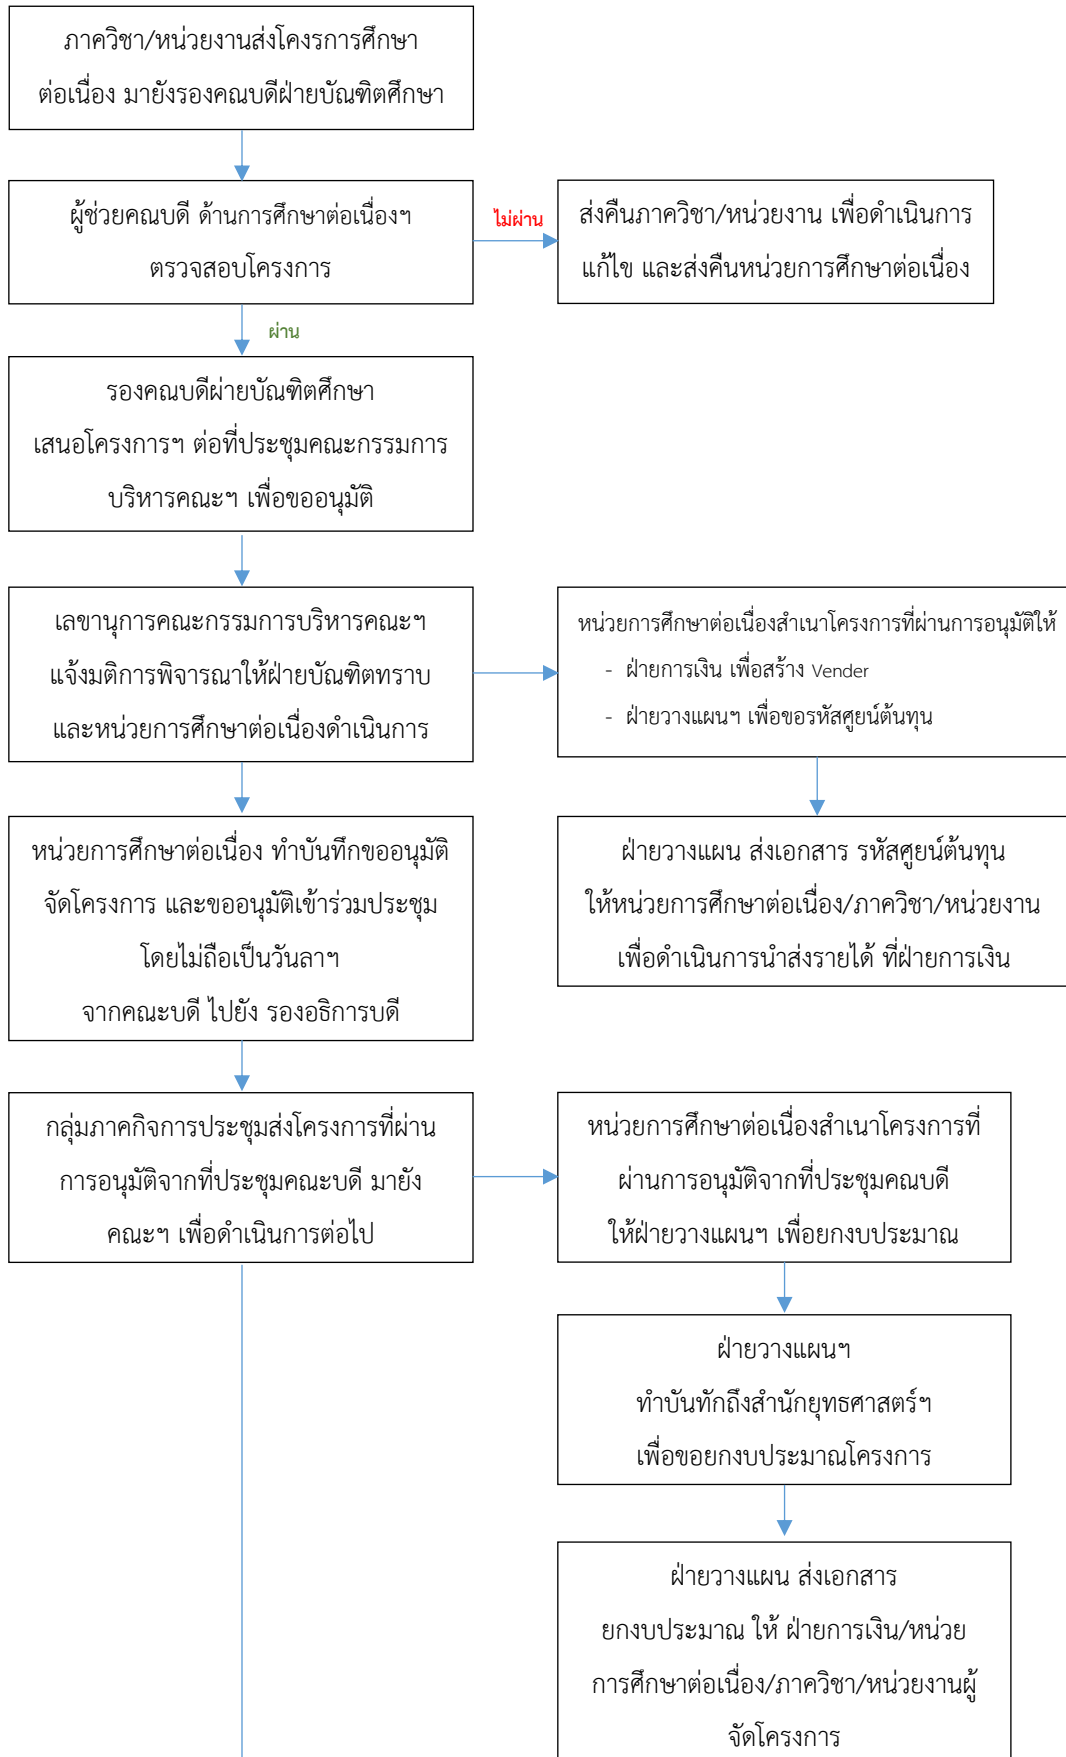 ภาควิชา/หน่วยงานส่งโคงรการศึกษา
ต่อเนื่อง มายังรองคณบดีฝ่ายบัณฑิตศึกษา
ผู้ช่วยคณบดี ด้านการศึกษาต่อเนื่องฯ
ตรวจสอบโครงการ
ไม่ผ่าน
ส่งคืนภาควิชา/หน่วยงาน เพื่อดำเนินการ
แก้ไข และส่งคืนหน่วยการศึกษาต่อเนื่อง
ผ่าน
รองคณบดีผ่ายบัณฑิตศึกษา
เสนอโครงการฯ ต่อที่ประชุมคณะกรรมการ
บริหารคณะฯ เพื่อขออนุมัติ
เลขานุการคณะกรรมการบริหารคณะฯ
แจ้งมติการพิจารณาให้ฝ่ายบัณฑิตทราบ
และหน่วยการศึกษาต่อเนื่องดำเนินการ
หน่วยการศึกษาต่อเนื่องสำเนาโครงการที่ผ่านการอนุมัติให้
- ฝ่ายการเงิน เพื่อสร้าง Vender
- ฝ่ายวางแผนฯ เพื่อขอรหัสศูยน์ต้นทุน
หน่วยการศึกษาต่อเนื่อง ทำบันทึกขออนุมัติ
จัดโครงการ และขออนุมัติเข้าร่วมประชุม
โดยไม่ถือเป็นวันลาฯ
จากคณะบดี ไปยัง รองอธิการบดี
ฝ่ายวางแผน ส่งเอกสาร รหัสศูยน์ต้นทุน
ให้หน่วยการศึกษาต่อเนื่อง/ภาควิชา/หน่วยงาน
เพื่อดำเนินการนำส่งรายได้ ที่ฝ่ายการเงิน
กลุ่มภาคกิจการประชุมส่งโครงการที่ผ่าน
การอนุมัติจากที่ประชุมคณะบดี มายัง
คณะฯ เพื่อดำเนินการต่อไป
หน่วยการศึกษาต่อเนื่องสำเนาโครงการที่
ผ่านการอนุมัติจากที่ประชุมคณบดี
ให้ฝ่ายวางแผนฯ เพื่อยกงบประมาณ
ฝ่ายวางแผนฯ
ทำบันทักถึงสำนักยุทธศาสตร์ฯ
เพื่อขอยกงบประมาณโครงการ
ฝ่ายวางแผน ส่งเอกสาร
ยกงบประมาณ ให้ ฝ่ายการเงิน/หน่วย
การศึกษาต่อเนื่อง/ภาควิชา/หน่วยงานผู้
จัดโครงการ